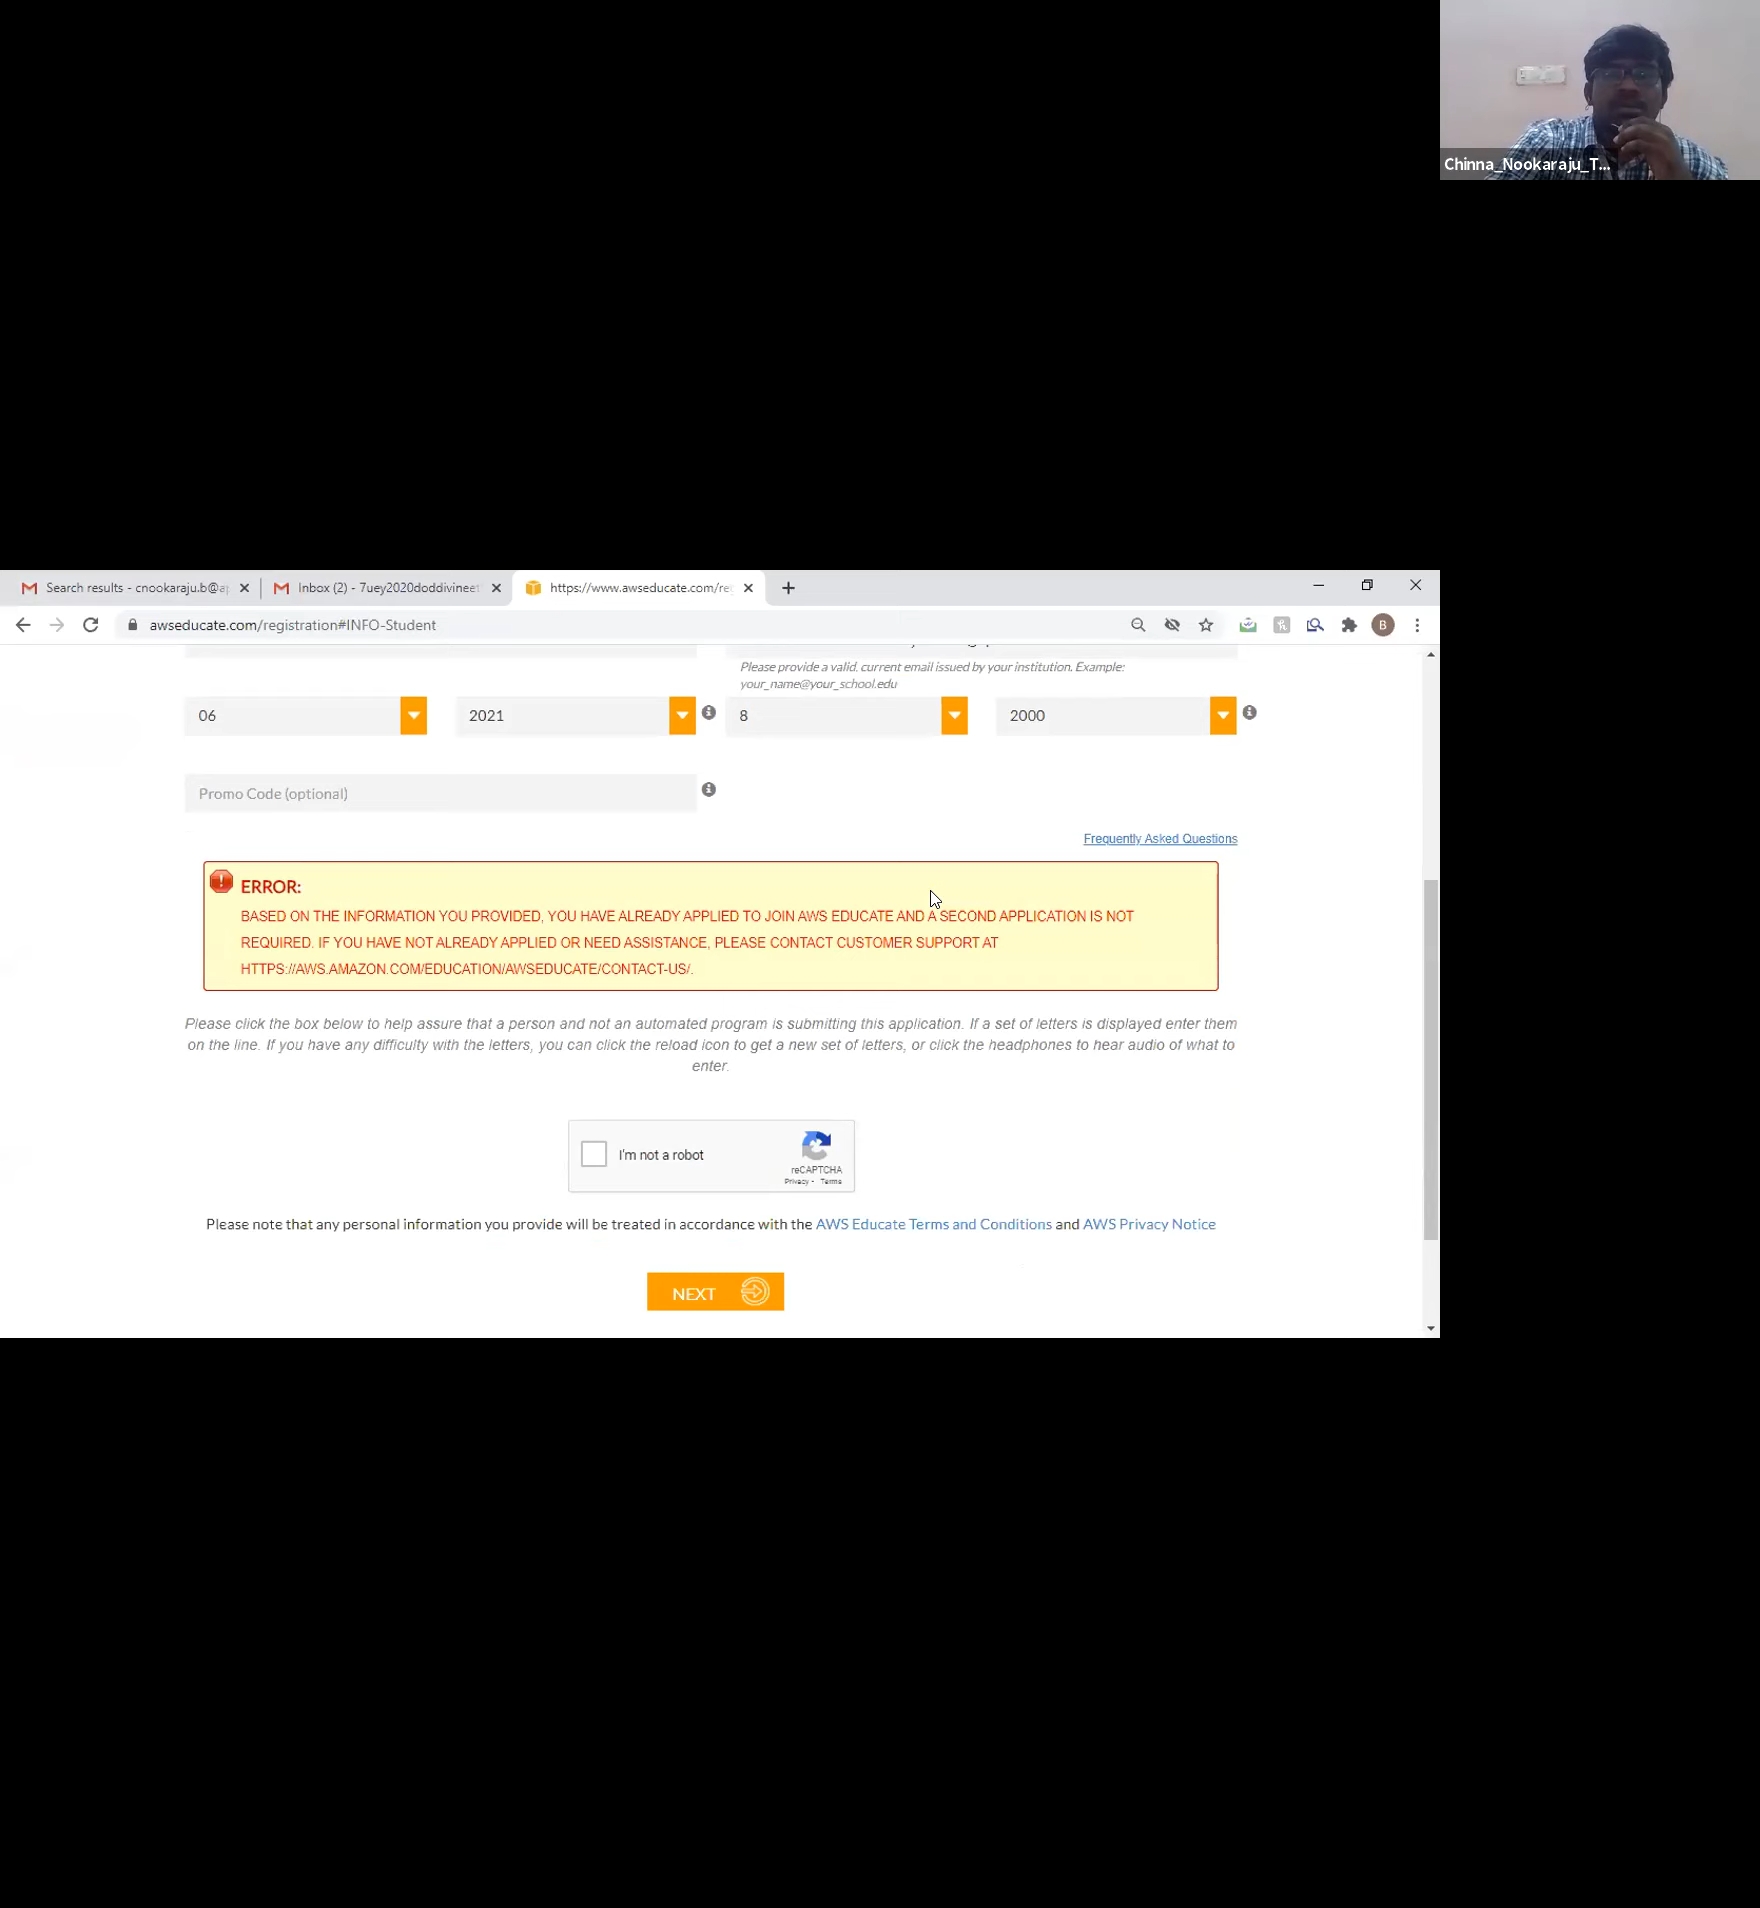 Chinna_Nookaraju_T...
Search results - cnookaraju.b@a
Inbox (2) - 7uey2020doddivineet
https://www.awseducate.com/re
awseducate.com/registration#INFO-Student
B
Please provide a valid, current email issued by your institution. Example:
your_name@your_school.edu
06
2021
8
2000
Promo Code (optional)
Frequently Asked Questions
ERROR:
BASED ON THE INFORMATION YOU PROVIDED, YOU HAVE ALREADY APPLIED TO JOIN AWS EDUCATE AND A SECOND APPLICATION IS NOT
REQUIRED. IF YOU HAVE NOT ALREADY APPLIED OR NEED ASSISTANCE, PLEASE CONTACT CUSTOMER SUPPORT AT
HTTPS://AWS.AMAZON.COM/EDUCATION/AWSEDUCATE/CONTACT-US/.
Please click the box below to help assure that a person and not an automated program is submitting this application. If a set of letters is displayed enter them
on the line. If you have any difficulty with the letters, you can click the reload icon to get a new set of letters, or click the headphones to hear audio of what to
enter.
I'm not a robot
reCAPTCHA
Privacy - Terms
Please note that any personal information you provide will be treated in accordance with the AWS Educate Terms and Conditions and AWS Privacy Notice
NEXT